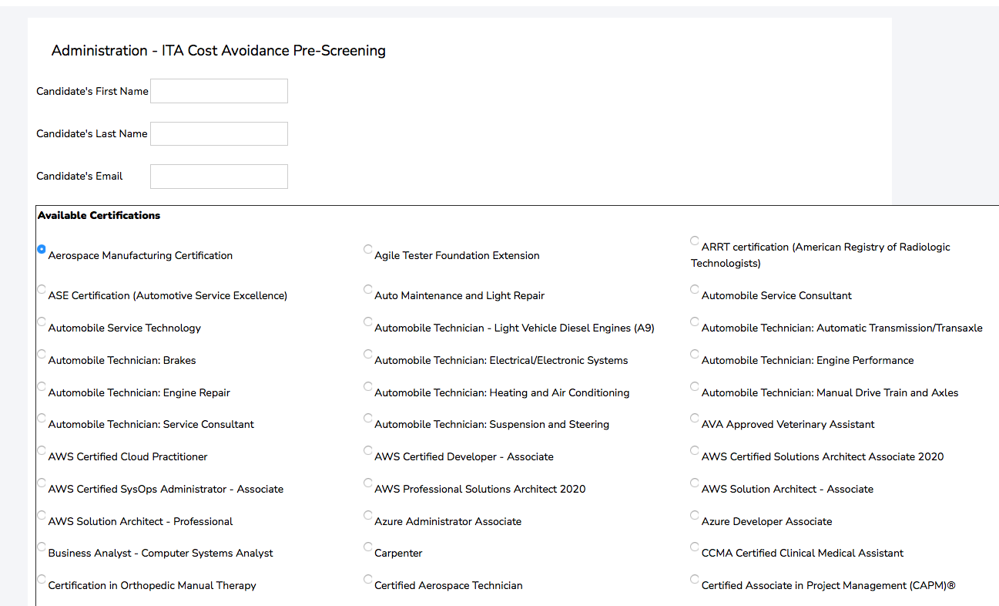 Administration - ITA Cost Avoidance Pre-Screening
Candidate's First Name
Candidate's Last Name
Candidate's Email
Available Certifications
Aerospace Manufacturing Certification
Agile Tester Foundation Extension
ARRT certification (American Registry of Radiologic
Technologists)
ASE Certification (Automotive Service Excellence)
Auto Maintenance and Light Repair
Automobile Service Consultant
Automobile Service Technology
Automobile Technician - Light Vehicle Diesel Engines (A9)
Automobile Technician: Automatic Transmission/Transaxle
Automobile Technician: Brakes
Automobile Technician: Electrical/Electronic Systems
Automobile Technician: Engine Performance
Automobile Technician: Engine Repair
Automobile Technician: Heating and Air Conditioning
Automobile Technician: Manual Drive Train and Axles
Automobile Technician: Service Consultant
Automobile Technician: Suspension and Steering
AVA Approved Veterinary Assistant
AWS Certified Cloud Practitioner
AWS Certified Developer - Associate
AWS Certified Solutions Architect Associate 2020
AWS Certified SysOps Administrator - Associate
AWS Professional Solutions Architect 2020
AWS Solution Architect - Associate
AWS Solution Architect - Professional
Azure Administrator Associate
Azure Developer Associate
Business Analyst - Computer Systems Analyst
Carpenter
CCMA Certified Clinical Medical Assistant
Certification in Orthopedic Manual Therapy
Certified Aerospace Technician
Certified Associate in Project Management (CAPM)®